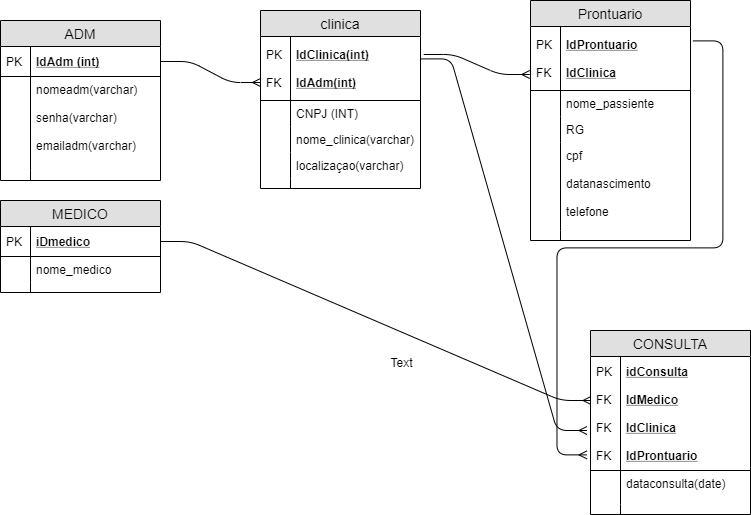 ADM
PK IdAdm (int)
nomeadm(varchar)
senha(varchar)
emailadm(varchar)
clinica
PK IdClinica(int)
FK IdAdm(int)
CNPJ (INT)
nome_clinica(varchar)
localizaçao(varchar)
Prontuario
PK IdProntuario
FK IdClinica
nome_passiente
RG
cpf
datanascimento
telefone
MEDICO
PK iDmedico
nome_medico
Text
CONSULTA
PK idConsulta
FK IdMedico
FK IdClinica
FK IdProntuario
dataconsulta(date)